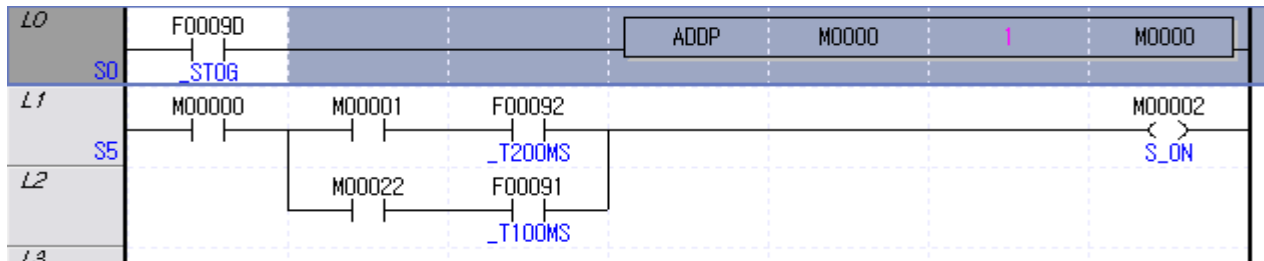 L0 F0009D ADDP M0000 1 M0000
S0 _STOG
L1 M00000 M00001 F00092 M00002
S5 _T200MS S_ON
L2 M00022 F00091
_T100MS
L3